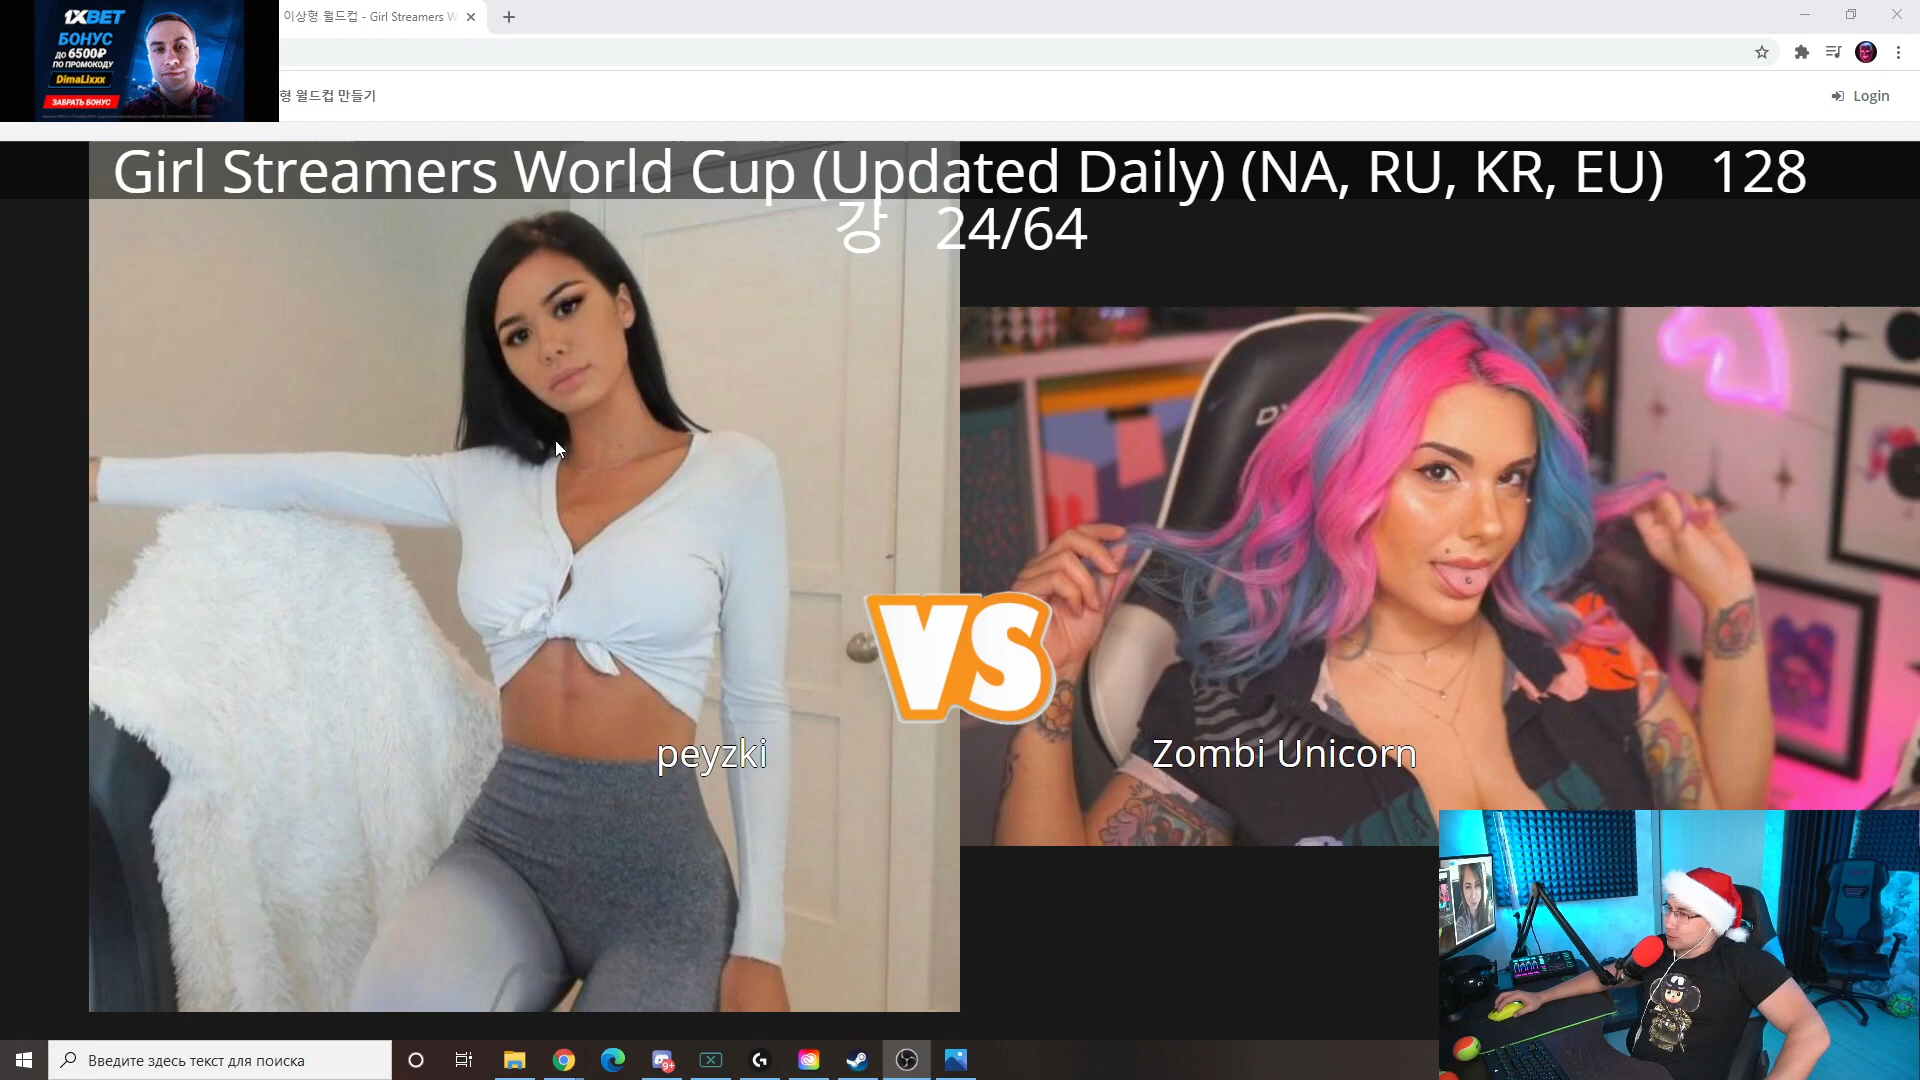 1XBET
БОНУС
ДО 6500₽
ПО ПРОМОКОДУ
DimaLixxx
ЗАБРАТЬ БОНУС
이상형 월드컵 - Girl Streamers W
형 월드컵 만들기
Login
Girl Streamers World Cup (Updated Daily) (NA, RU, KR, EU) 128
강 24/64
VS
peyzki
Zombi Unicorn
Введите здесь текст для поиска
9+